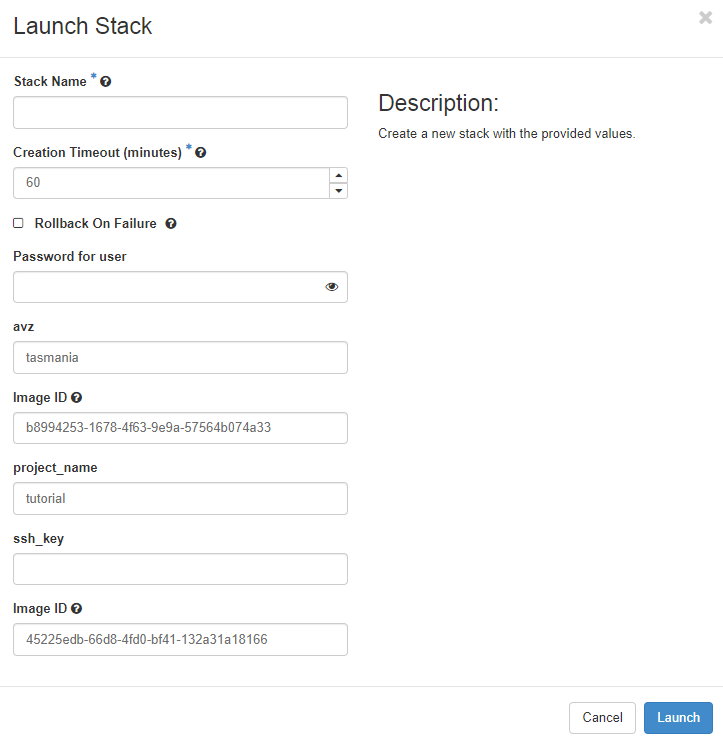 Launch Stack
Stack Name *
Creation Timeout (minutes) *
60
Rollback On Failure
Password for user
avz
tasmania
Image ID
b8994253-1678-4f63-9e9a-57564b074a33
project_name
tutorial
ssh_key
Image ID
45225edb-66d8-4fd0-bf41-132a31a18166
Description:
Create a new stack with the provided values.
Cancel
Launch